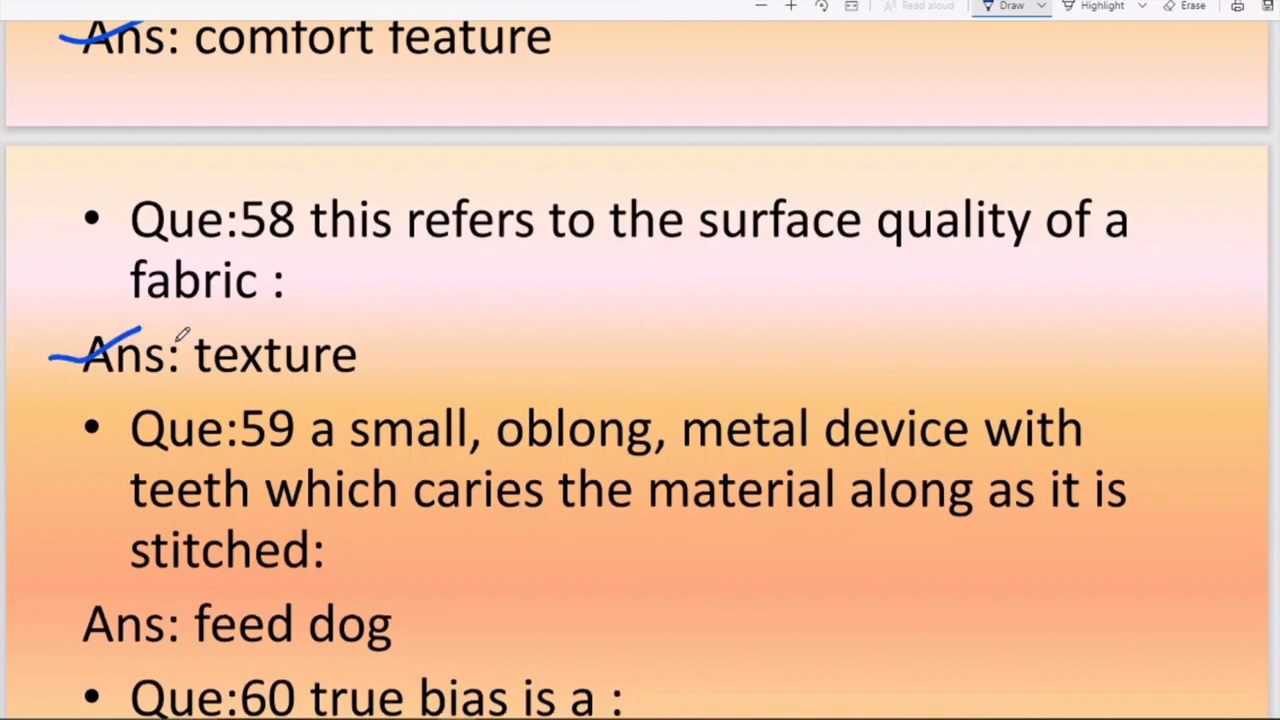 Read aloud Draw Highlight Erase
Ans: comfort feature
• Que:58 this refers to the surface quality of a
fabric :
Ans: texture
• Que:59 a small, oblong, metal device with
teeth which caries the material along as it is
stitched:
Ans: feed dog
• Que:60 true bias is a :